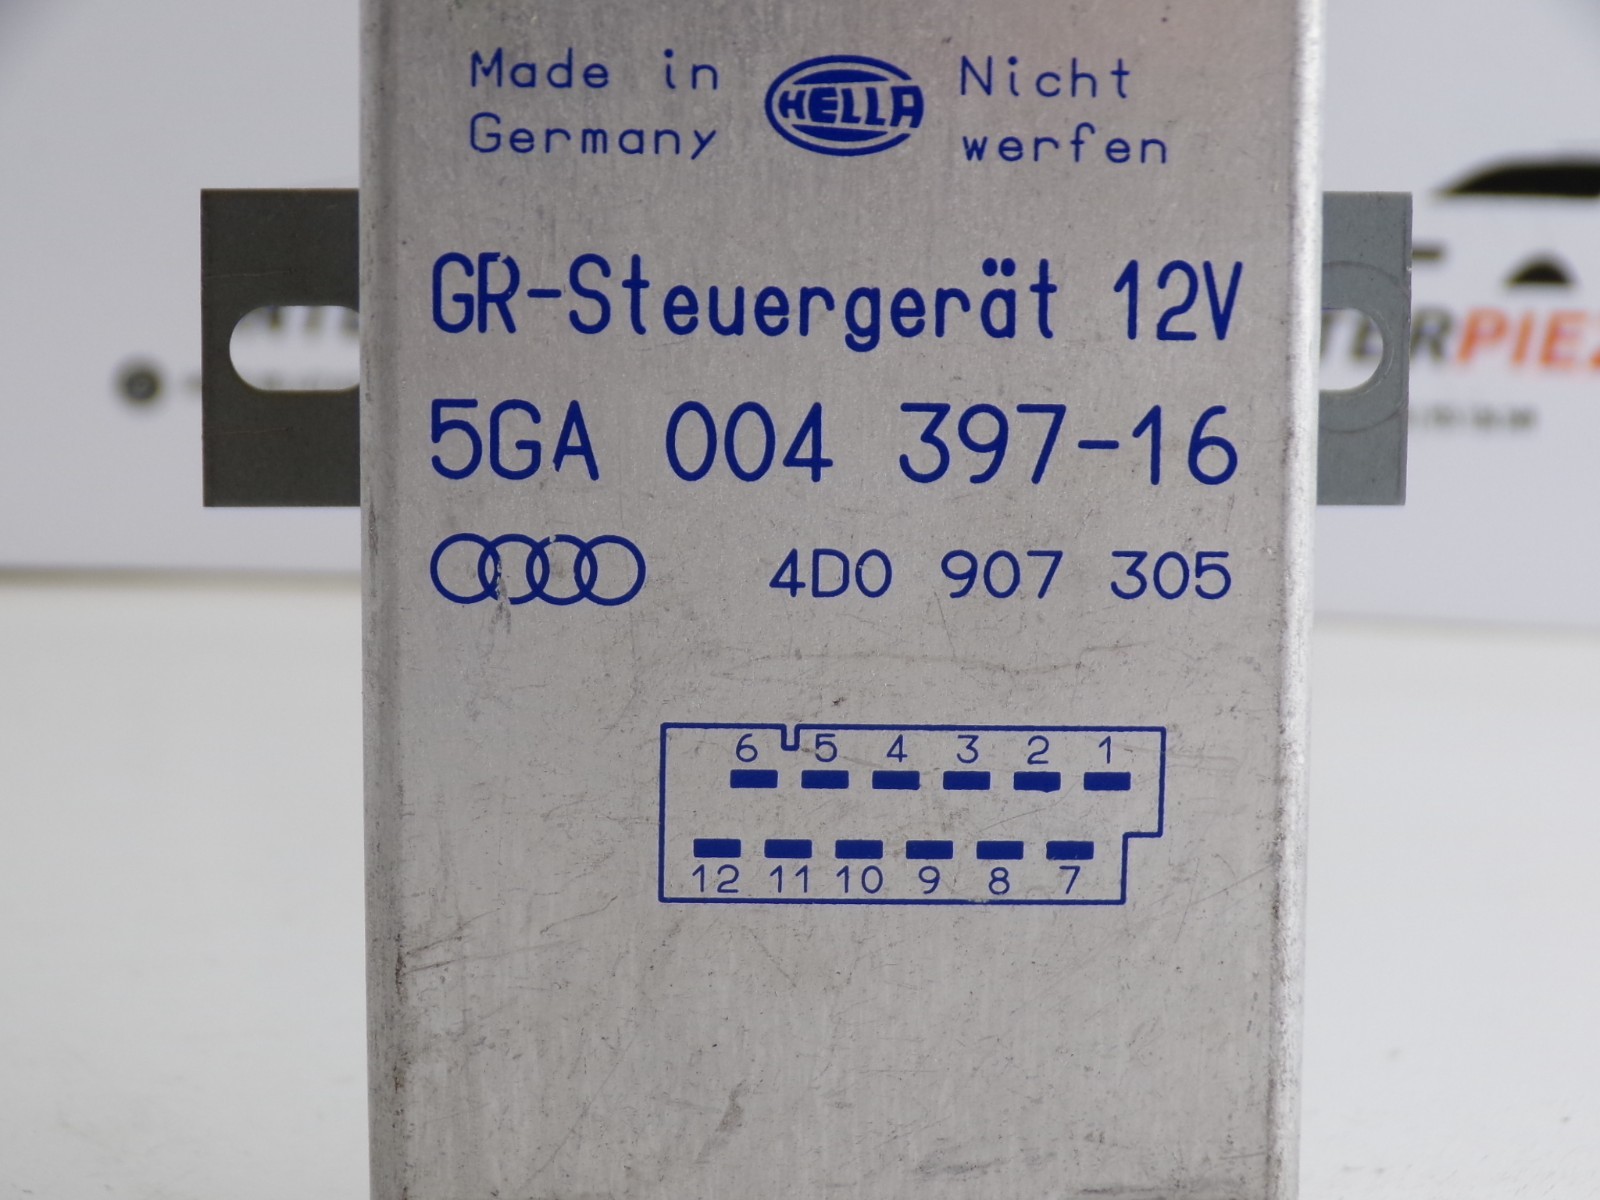 Made in HELLA Nicht
Germany werfen
GR-Steuergerät 12V
5GA 004 397-16
4D0 907 305
6 5 4 3 2 1
12 11 10 9 8 7
TERPIEZ